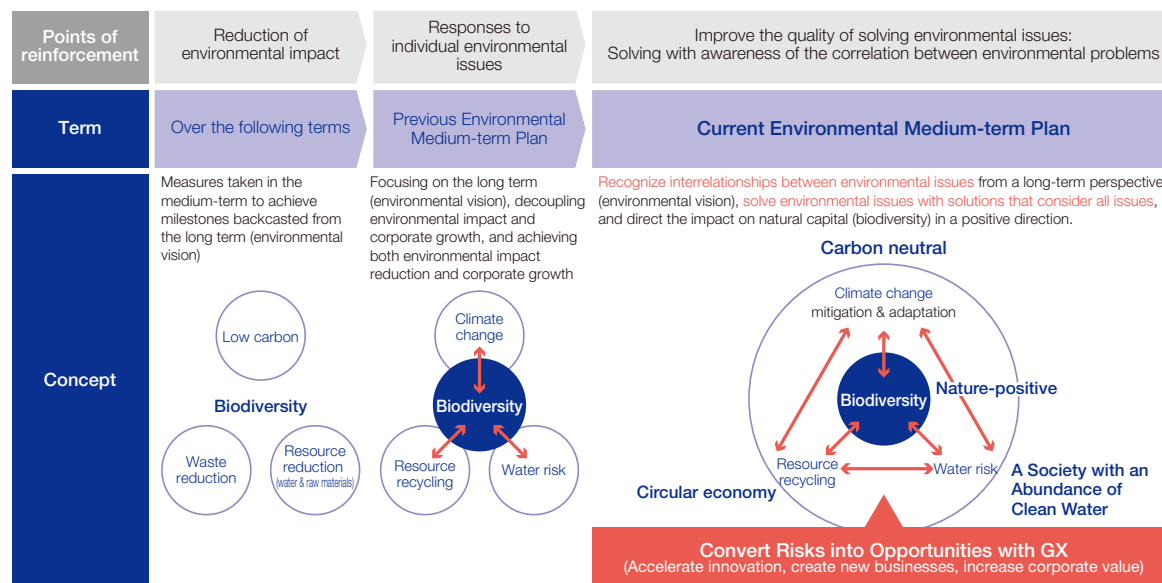 Points of
reinforcement
Reduction of
environmental impact
Responses to
individual environmental
issues
Improve the quality of solving environmental issues:
Solving with awareness of the correlation between environmental problems
Term
Over the following terms
Previous Environmental
Medium-term Plan
Current Environmental Medium-term Plan
Concept
Measures taken in the
medium-term to achieve
milestones backcasted from
the long term (environmental
vision)
Low carbon
Biodiversity
Waste
reduction
Resource
reduction
(water & raw materials)
Focusing on the long term
(environmental vision), decoupling
environmental impact and
corporate growth, and achieving
both environmental impact
reduction and corporate growth
Climate
change
Biodiversity
Resource
recycling
Water risk
Recognize interrelationships between environmental issues from a long-term perspective
(environmental vision), solve environmental issues with solutions that consider all issues,
and direct the impact on natural capital (biodiversity) in a positive direction.
Carbon neutral
Climate change
mitigation & adaptation
Biodiversity
Nature-positive
Resource
recycling
Water risk
Circular economy
A Society with an
Abundance of
Clean Water
Convert Risks into Opportunities with GX
(Accelerate innovation, create new businesses, increase corporate value)